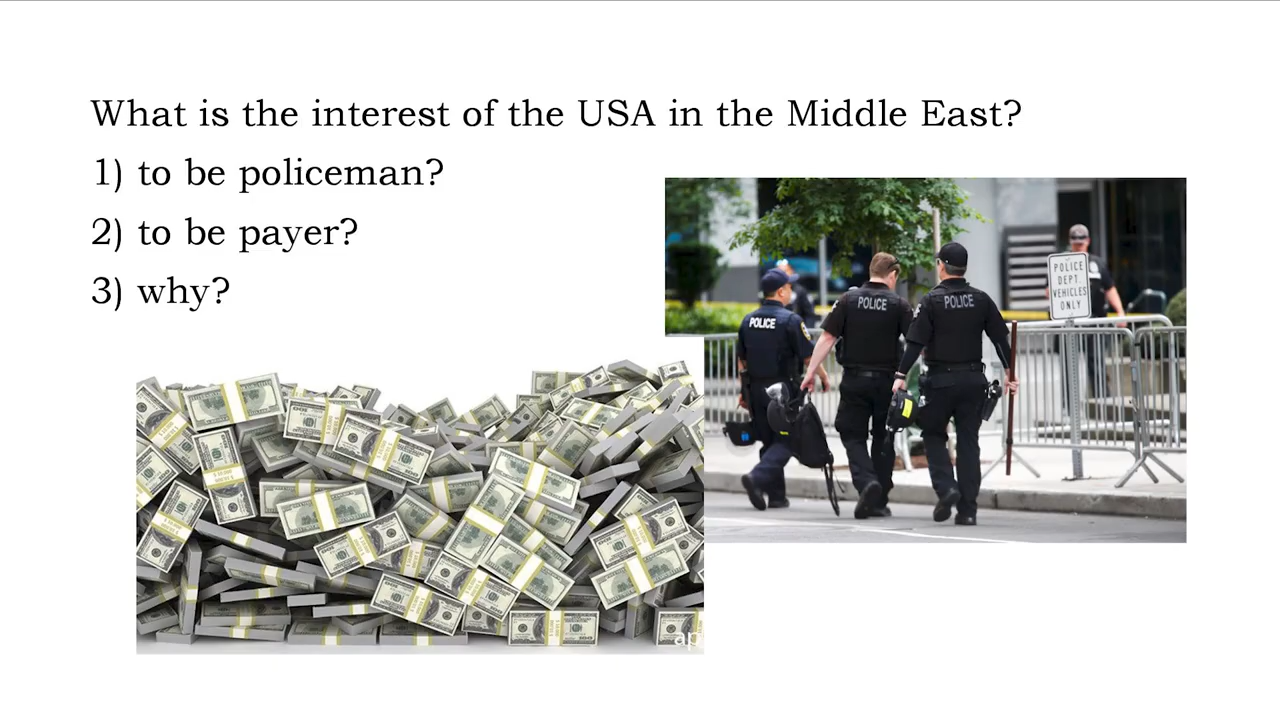 What is the interest of the USA in the Middle East?
1) to be policeman?
2) to be payer?
3) why?
POLICE
POLICE
POLICE
POLICE
DEPT.
VEHICLES
ONLY